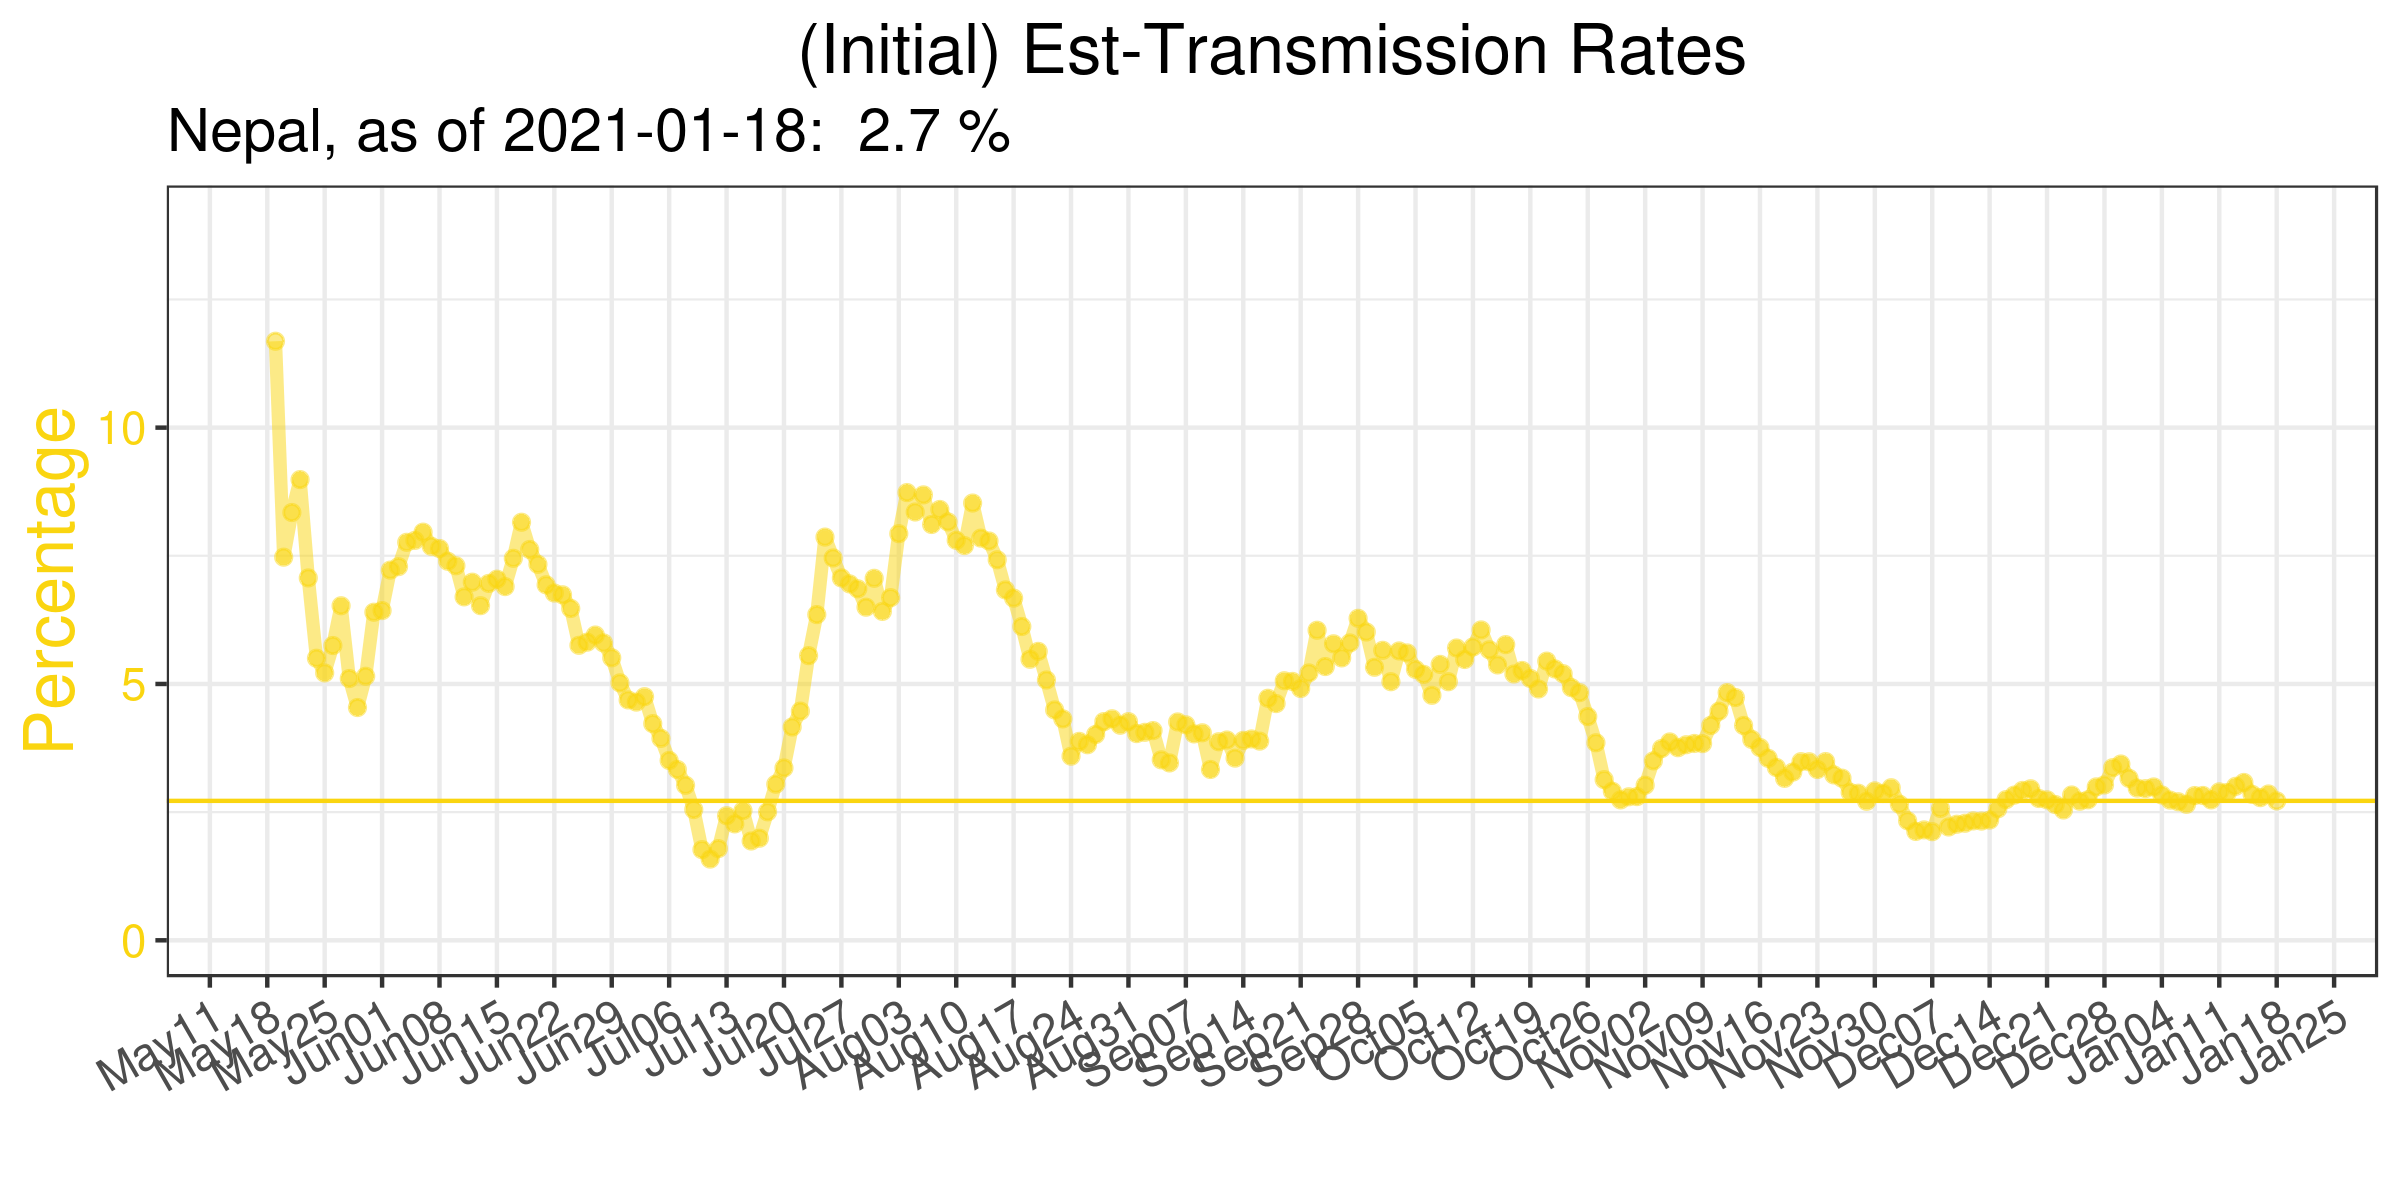 (Initial) Est-Transmission Rates
Nepal, as of 2021-01-18:  2.7 %
Percentage
10
5
0
May11
May18
May25
Jun01
Jun08
Jun15
Jun22
Jun29
Jul06
Jul13
Jul20
Jul27
Aug03
Aug10
Aug17
Aug24
Aug31
Sep07
Sep14
Sep21
Sep28
Oct05
Oct12
Oct19
Oct26
Nov02
Nov09
Nov16
Nov23
Nov30
Dec07
Dec14
Dec21
Dec28
Jan04
Jan11
Jan18
Jan25